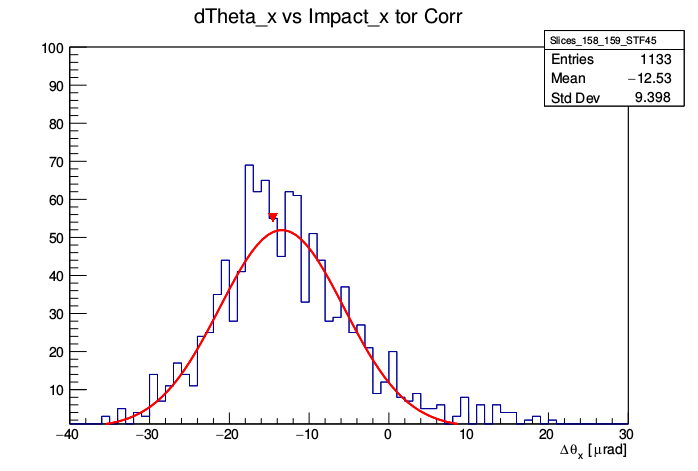 dTheta_x vs Impact_x tor Corr
Slices_158_159_STF45
Entries 1133
Mean −12.53
Std Dev 9.398
100
90
80
70
60
50
40
30
20
10
−40 −30 −20 −10 0 10 20 30
Δθx [μrad]